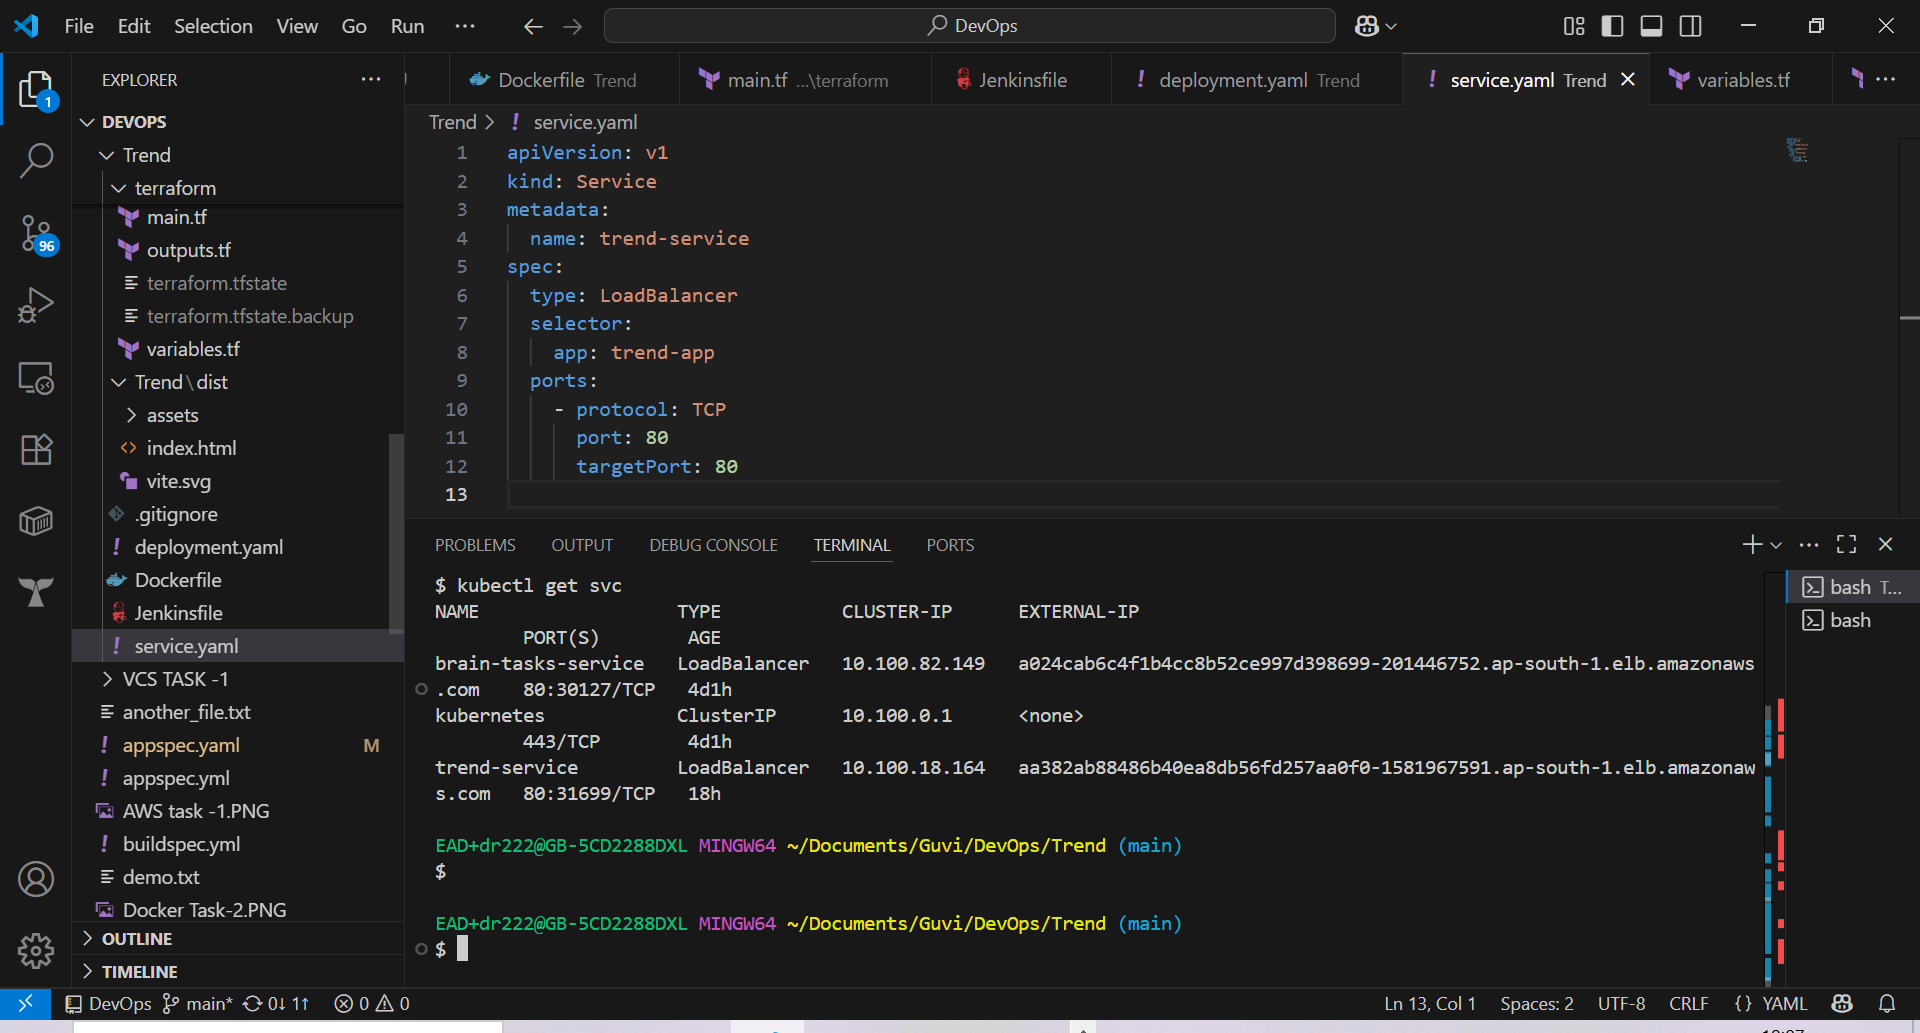 File Edit Selection View Go Run ··· DevOps
EXPLORER
Dockerfile Trend main.tf ...\terraform Jenkinsfile ! deployment.yaml Trend ! service.yaml Trend variables.tf
1
96
DEVOPS
Trend
terraform
main.tf
outputs.tf
terraform.tfstate
terraform.tfstate.backup
variables.tf
Trend\dist
assets
index.html
vite.svg
.gitignore
! deployment.yaml
Dockerfile
Jenkinsfile
! service.yaml
VCS TASK -1
another_file.txt
! appspec.yaml M
! appspec.yml
AWS task -1.PNG
! buildspec.yml
demo.txt
Docker Task-2.PNG
OUTLINE
TIMELINE
Trend > ! service.yaml
1 apiVersion: v1
2 kind: Service
3 metadata:
4 name: trend-service
5 spec:
6 type: LoadBalancer
7 selector:
8 app: trend-app
9 ports:
10 - protocol: TCP
11 port: 80
12 targetPort: 80
13
PROBLEMS OUTPUT DEBUG CONSOLE TERMINAL PORTS
$ kubectl get svc
NAME TYPE CLUSTER-IP EXTERNAL-IP
PORT(S) AGE
brain-tasks-service LoadBalancer 10.100.82.149 a024cab6c4f1b4cc8b52ce997d398699-201446752.ap-south-1.elb.amazonaws
.com 80:30127/TCP 4d1h
kubernetes ClusterIP 10.100.0.1 <none>
443/TCP 4d1h
trend-service LoadBalancer 10.100.18.164 aa382ab88486b40ea8db56fd257aa0f0-1581967591.ap-south-1.elb.amazonaw
s.com 80:31699/TCP 18h
EAD+dr222@GB-5CD2288DXL MINGW64 ~/Documents/Guvi/DevOps/Trend (main)
$
EAD+dr222@GB-5CD2288DXL MINGW64 ~/Documents/Guvi/DevOps/Trend (main)
$
bash T...
bash
DevOps main* 0↓ 1↑ 0 0 Ln 13, Col 1 Spaces: 2 UTF-8 CRLF {} YAML